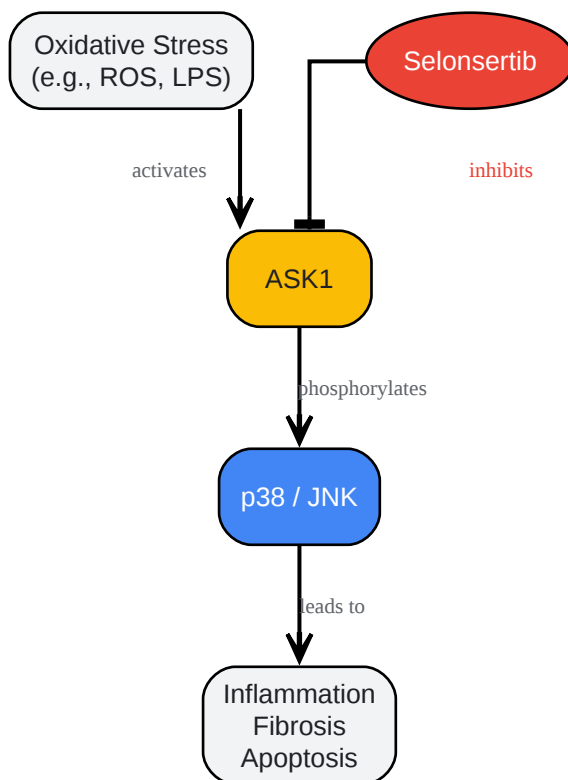 Oxidative Stress
(e.g., ROS, LPS)
Selonsertib
activates
inhibits
ASK1
phosphorylates
p38 / JNK
leads to
Inflammation
Fibrosis
Apoptosis